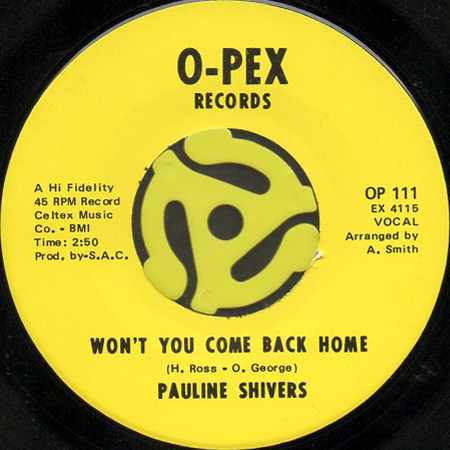 O-PEX
RECORDS
A Hi Fidelity
45 RPM Record
Celtex Music
Co. - BMI
Time: 2:50
Prod. by-S.A.C.
OP 111
EX 4115
VOCAL
Arranged by
A. Smith
WON'T YOU COME BACK HOME
(H. Ross - O. George)
PAULINE SHIVERS